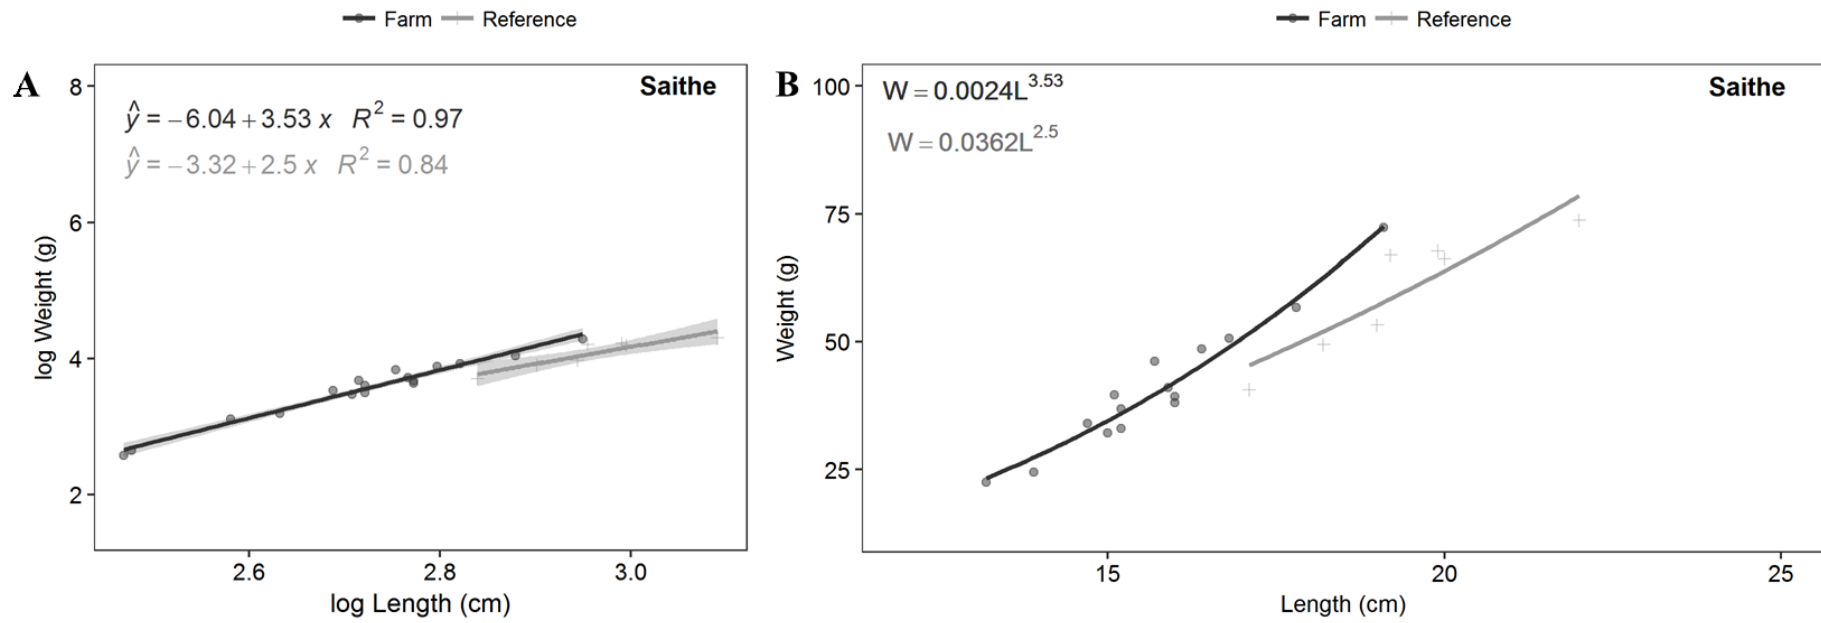 Farm Reference
A
Saithe
ŷ = −6.04 + 3.53 x R² = 0.97
ŷ = −3.32 + 2.5 x R² = 0.84
8
6
4
2
log Weight (g)
2.6 2.8 3.0
log Length (cm)
Farm Reference
B
Saithe
W = 0.0024L^3.53
W = 0.0362L^2.5
100
75
50
25
Weight (g)
15 20 25
Length (cm)